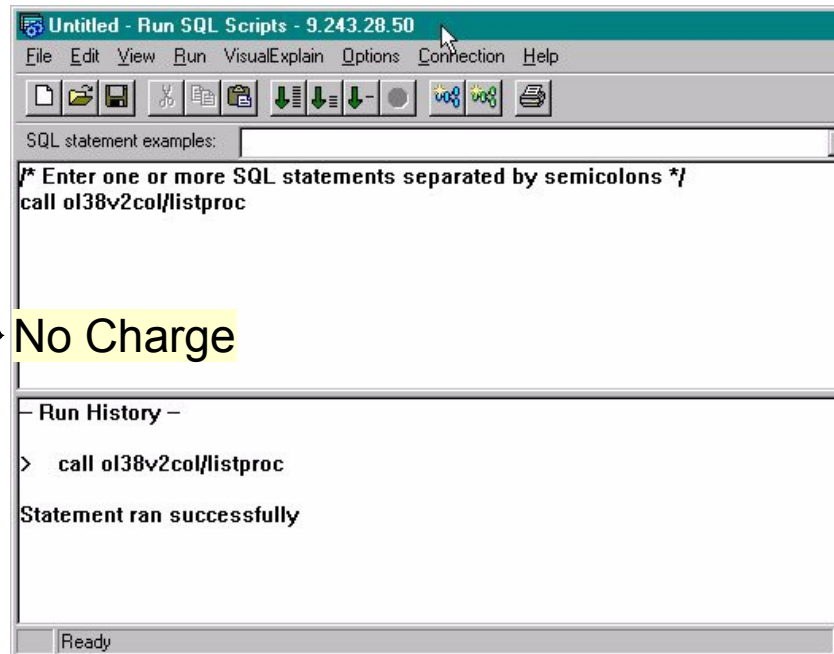 Untitled - Run SQL Scripts - 9.243.28.50
File Edit View Run VisualExplain Options Connection Help
SQL statement examples:
/* Enter one or more SQL statements separated by semicolons */
call ol38v2col/listproc
No Charge
– Run History –
> call ol38v2col/listproc
Statement ran successfully
Ready